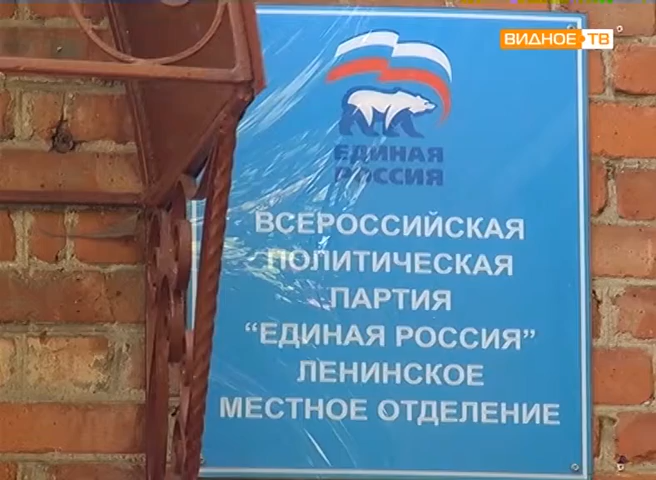 ВИДНОЕ ТВ
ЕДИНАЯ
РОССИЯ
ВСЕРОССИЙСКАЯ
ПОЛИТИЧЕСКАЯ
ПАРТИЯ
“ЕДИНАЯ РОССИЯ”
ЛЕНИНСКОЕ
МЕСТНОЕ ОТДЕЛЕНИЕ